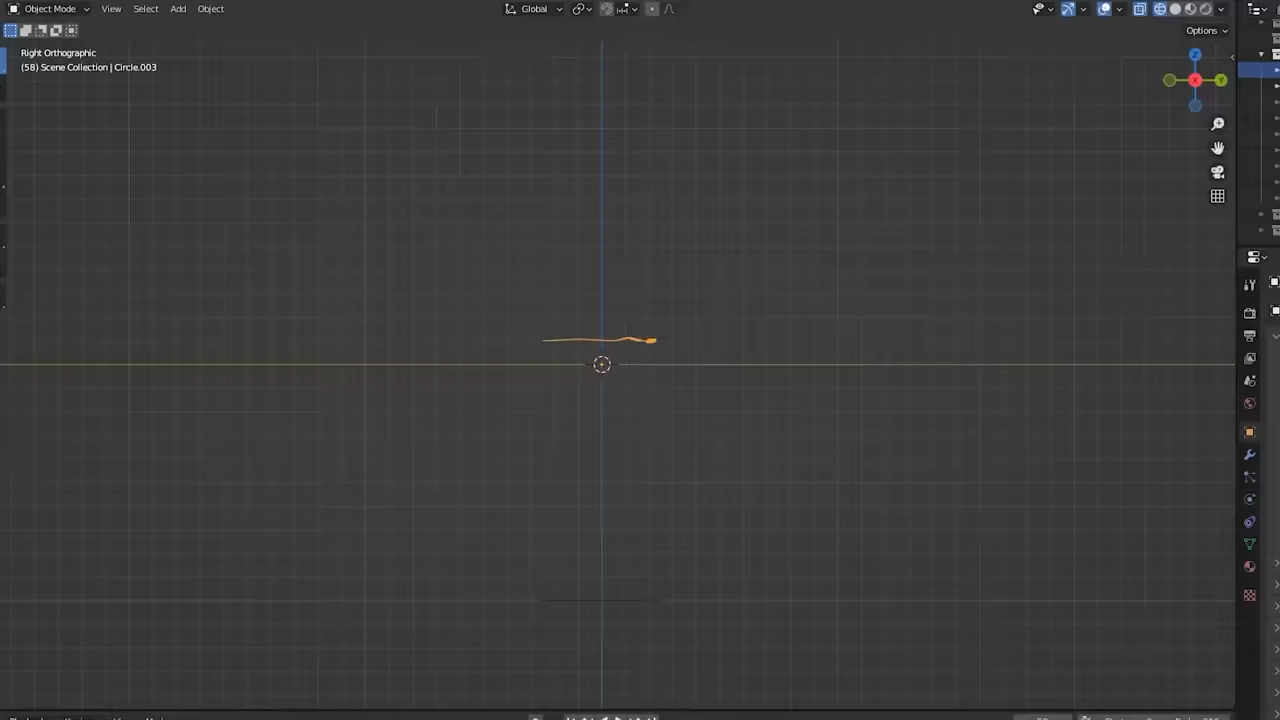 Object Mode View Select Add Object Global
Options
Right Orthographic
(58) Scene Collection | Circle.003
Z
X
Y